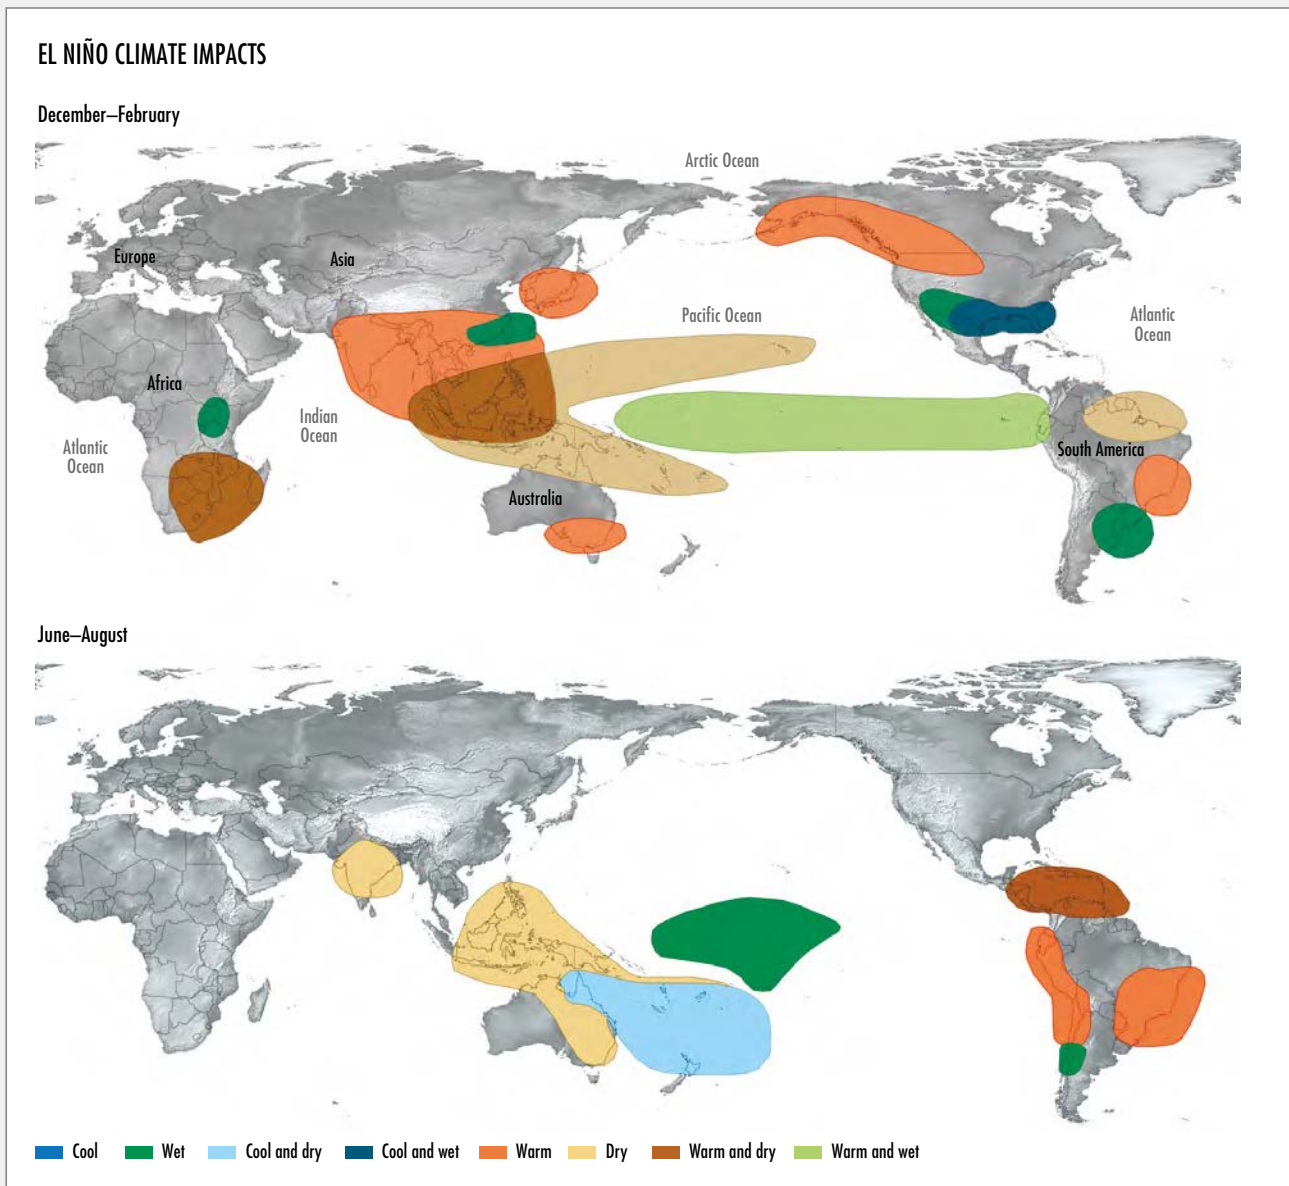 EL NIÑO CLIMATE IMPACTS
December–February
Arctic Ocean
Europe
Asia
Pacific Ocean
Atlantic
Ocean
Africa
Indian
Ocean
Atlantic
Ocean
South America
Australia
June–August
Cool
Wet
Cool and dry
Cool and wet
Warm
Dry
Warm and dry
Warm and wet